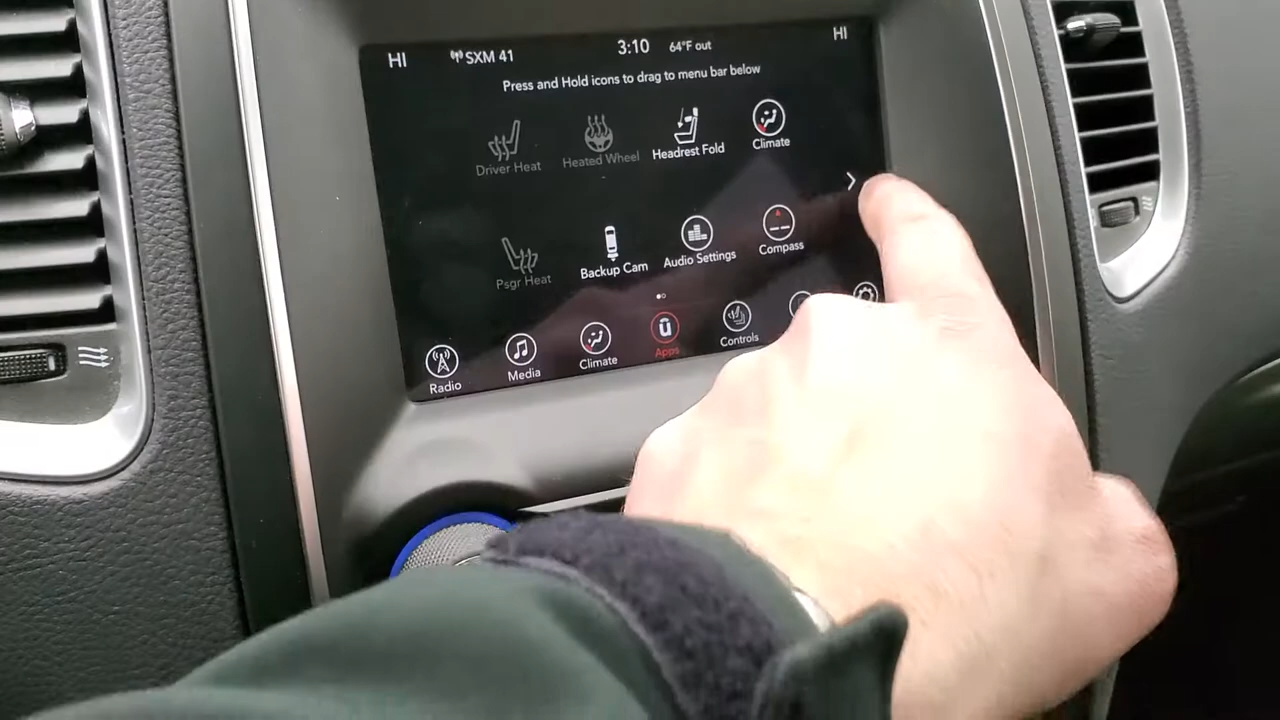 HI
SXM 41
3:10
64°F out
HI
Press and Hold icons to drag to menu bar below
Driver Heat
Heated Wheel
Headrest Fold
Climate
Psgr Heat
Backup Cam
Audio Settings
Compass
Radio
Media
Climate
Apps
Controls